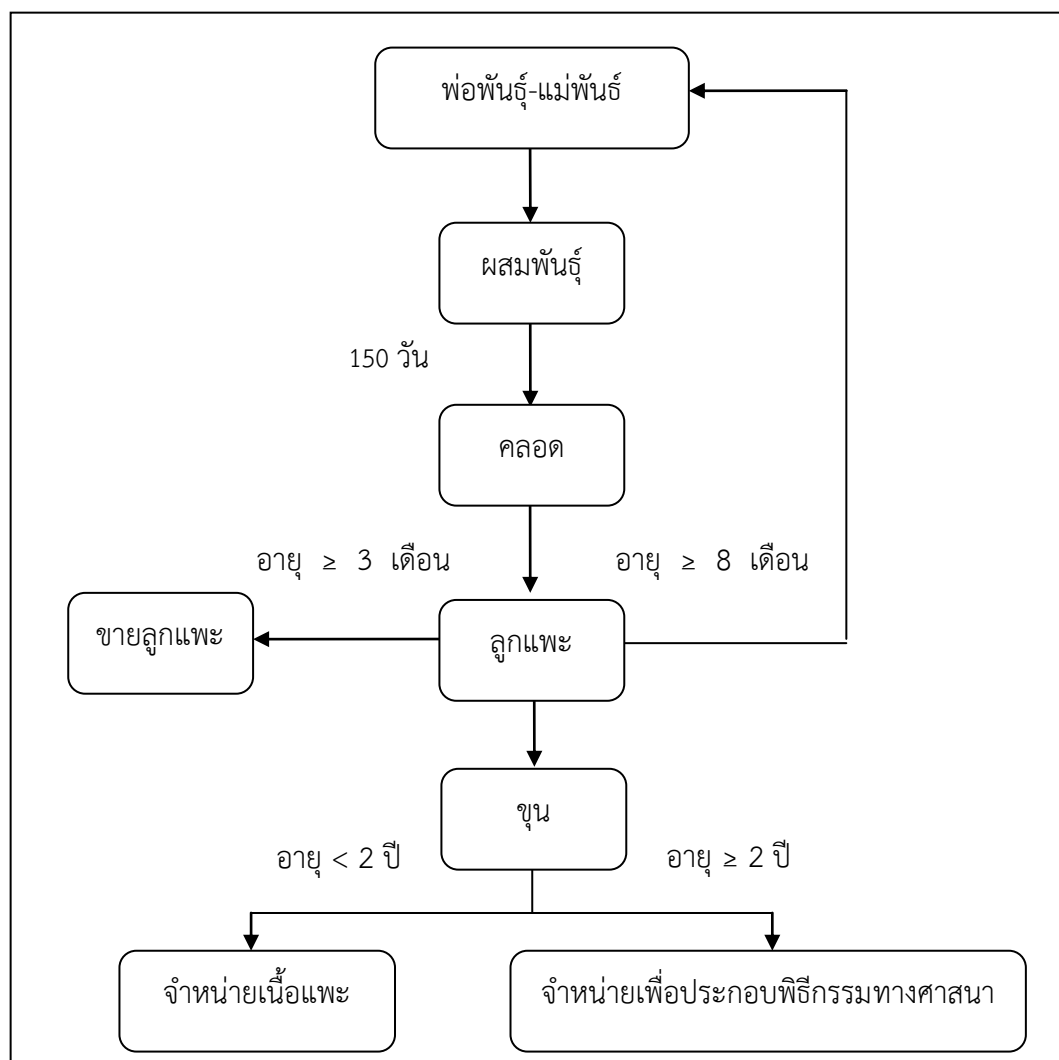 พ่อพันธุ์-แม่พันธ์
ผสมพันธุ์
150 วัน
คลอด
อายุ ≥ 3 เดือน
อายุ ≥ 8 เดือน
ขายลูกแพะ
ลูกแพะ
ขุน
อายุ < 2 ปี
อายุ ≥ 2 ปี
จำหน่ายเนื้อแพะ
จำหน่ายเพื่อประกอบพิธีกรรมทางศาสนา